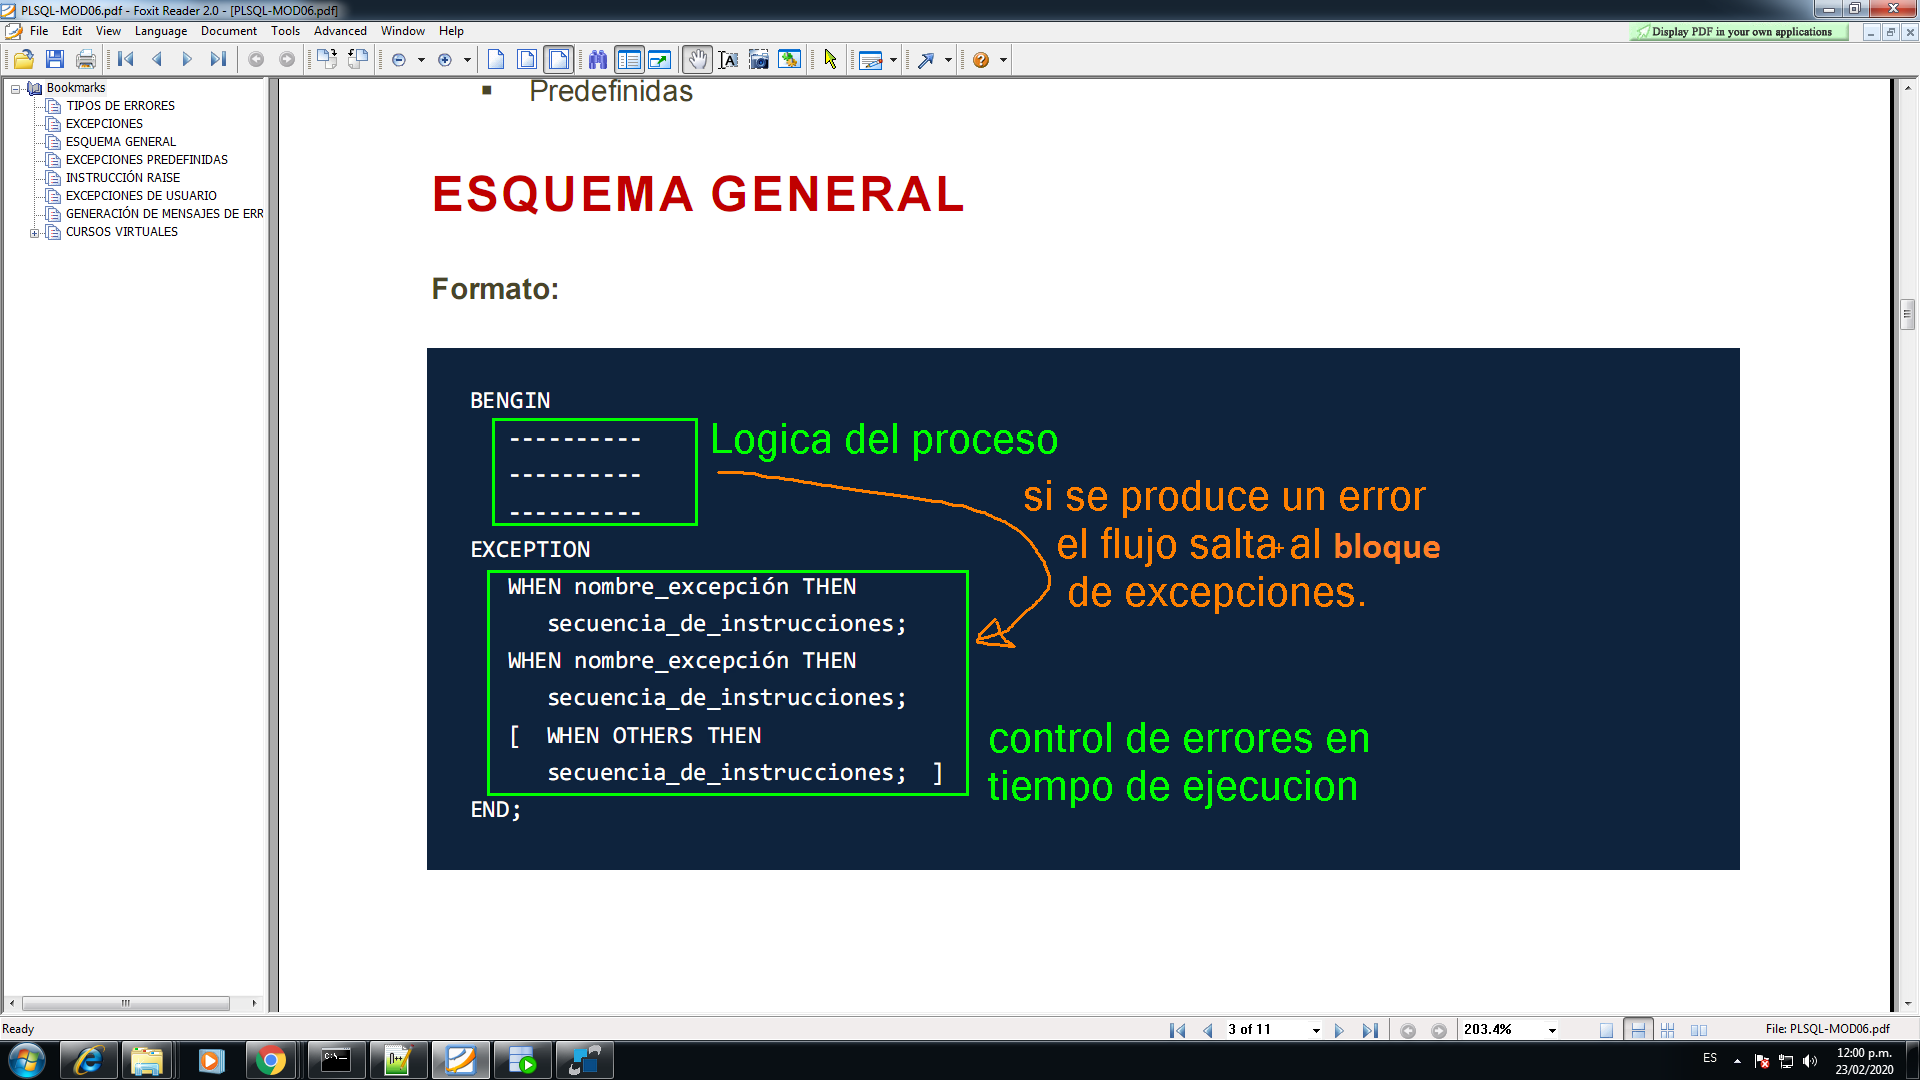 PLSQL-MOD06.pdf - Foxit Reader 2.0 - [PLSQL-MOD06.pdf]
File Edit View Language Document Tools Advanced Window Help
Display PDF in your own applications
Bookmarks
TIPOS DE ERRORES
EXCEPCIONES
ESQUEMA GENERAL
EXCEPCIONES PREDEFINIDAS
INSTRUCCIÓN RAISE
EXCEPCIONES DE USUARIO
GENERACIÓN DE MENSAJES DE ERR
CURSOS VIRTUALES
▪ Predefinidas
ESQUEMA GENERAL
Formato:
BENGIN
----------
----------
----------
Logica del proceso
si se produce un error
el flujo salta al bloque
de excepciones.
EXCEPTION
WHEN nombre_excepción THEN
secuencia_de_instrucciones;
WHEN nombre_excepción THEN
secuencia_de_instrucciones;
[ WHEN OTHERS THEN
secuencia_de_instrucciones; ]
END;
control de errores en
tiempo de ejecucion
Ready
3 of 11
203.4%
File: PLSQL-MOD06.pdf
ES
12:00 p.m.
23/02/2020